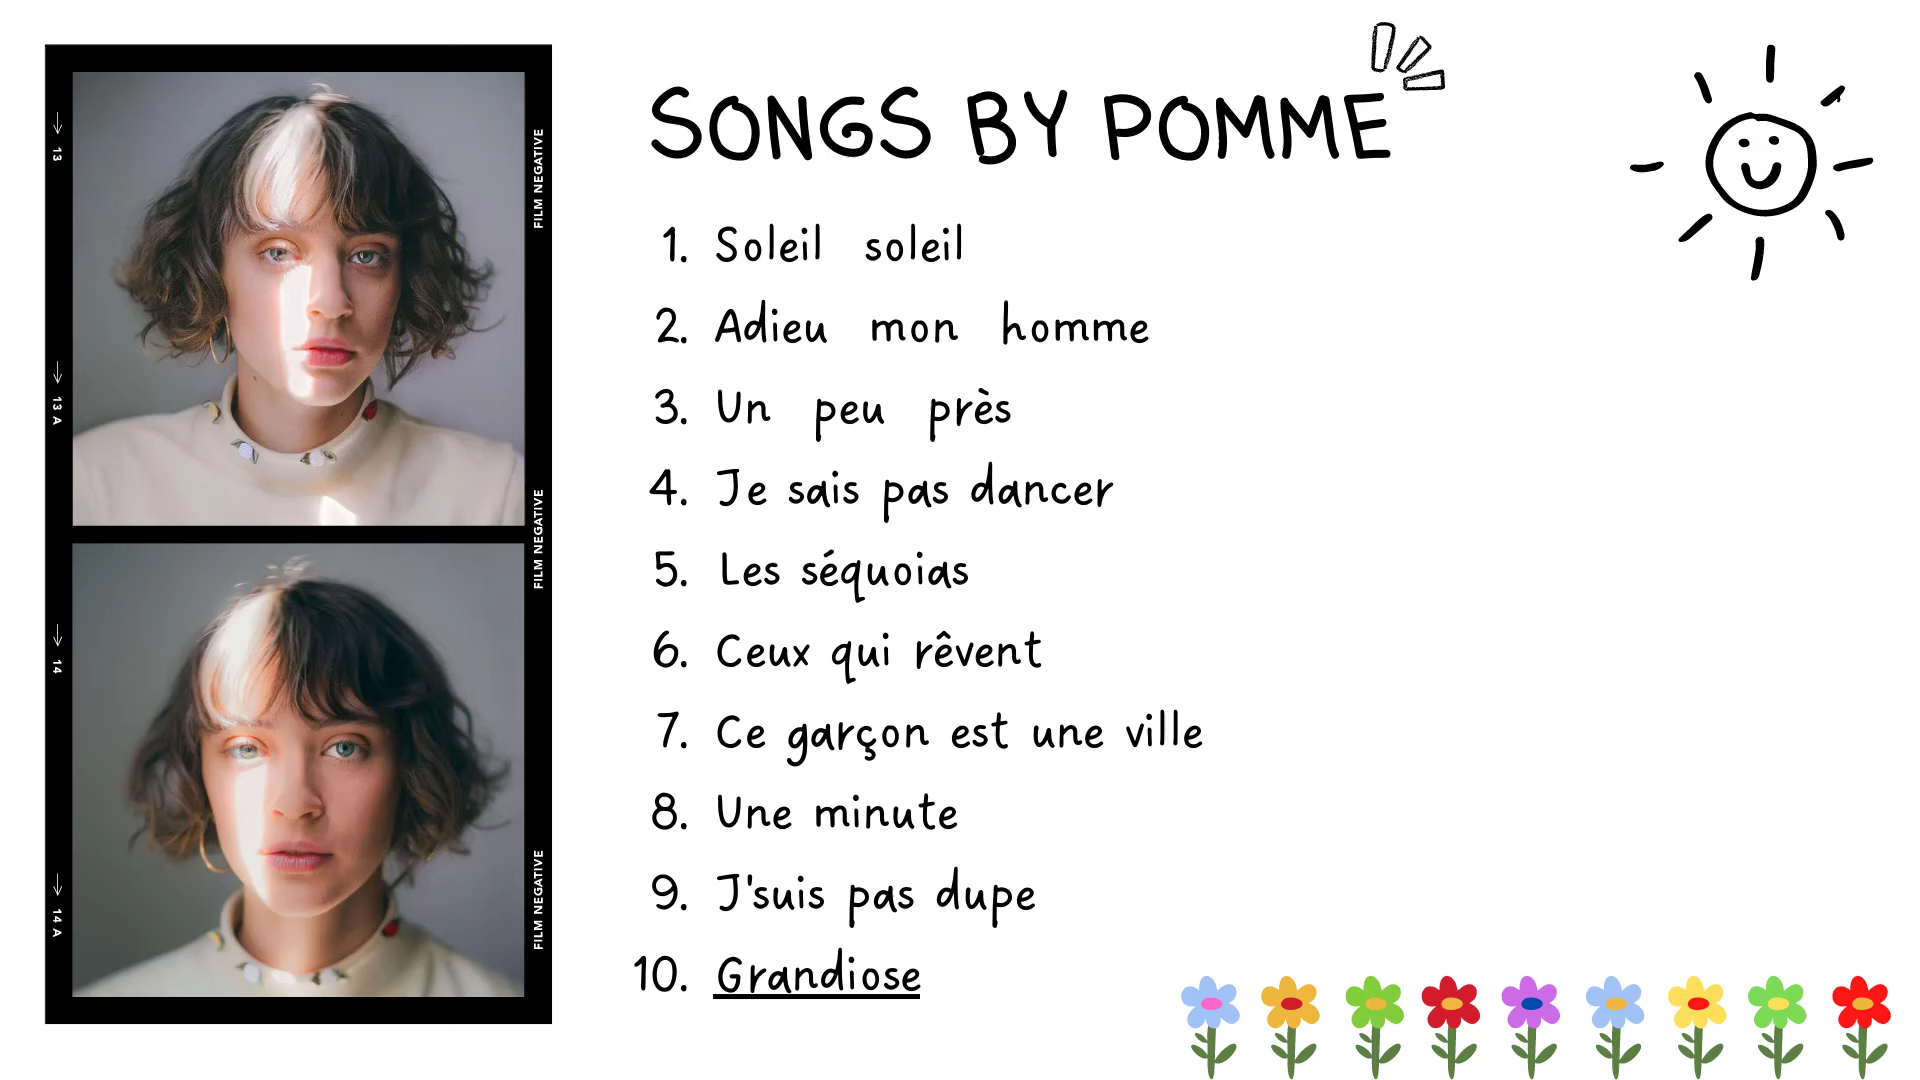 → 13
→ 13 A
→ 14
→ 14 A
FILM NEGATIVE
FILM NEGATIVE
FILM NEGATIVE
SONGS BY POMME
1. Soleil soleil
2. Adieu mon homme
3. Un peu près
4. Je sais pas dancer
5. Les séquoias
6. Ceux qui rêvent
7. Ce garçon est une ville
8. Une minute
9. J'suis pas dupe
10. Grandiose